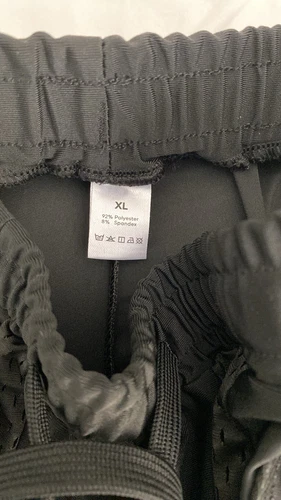 XL
92% Polyester
8% Spandex